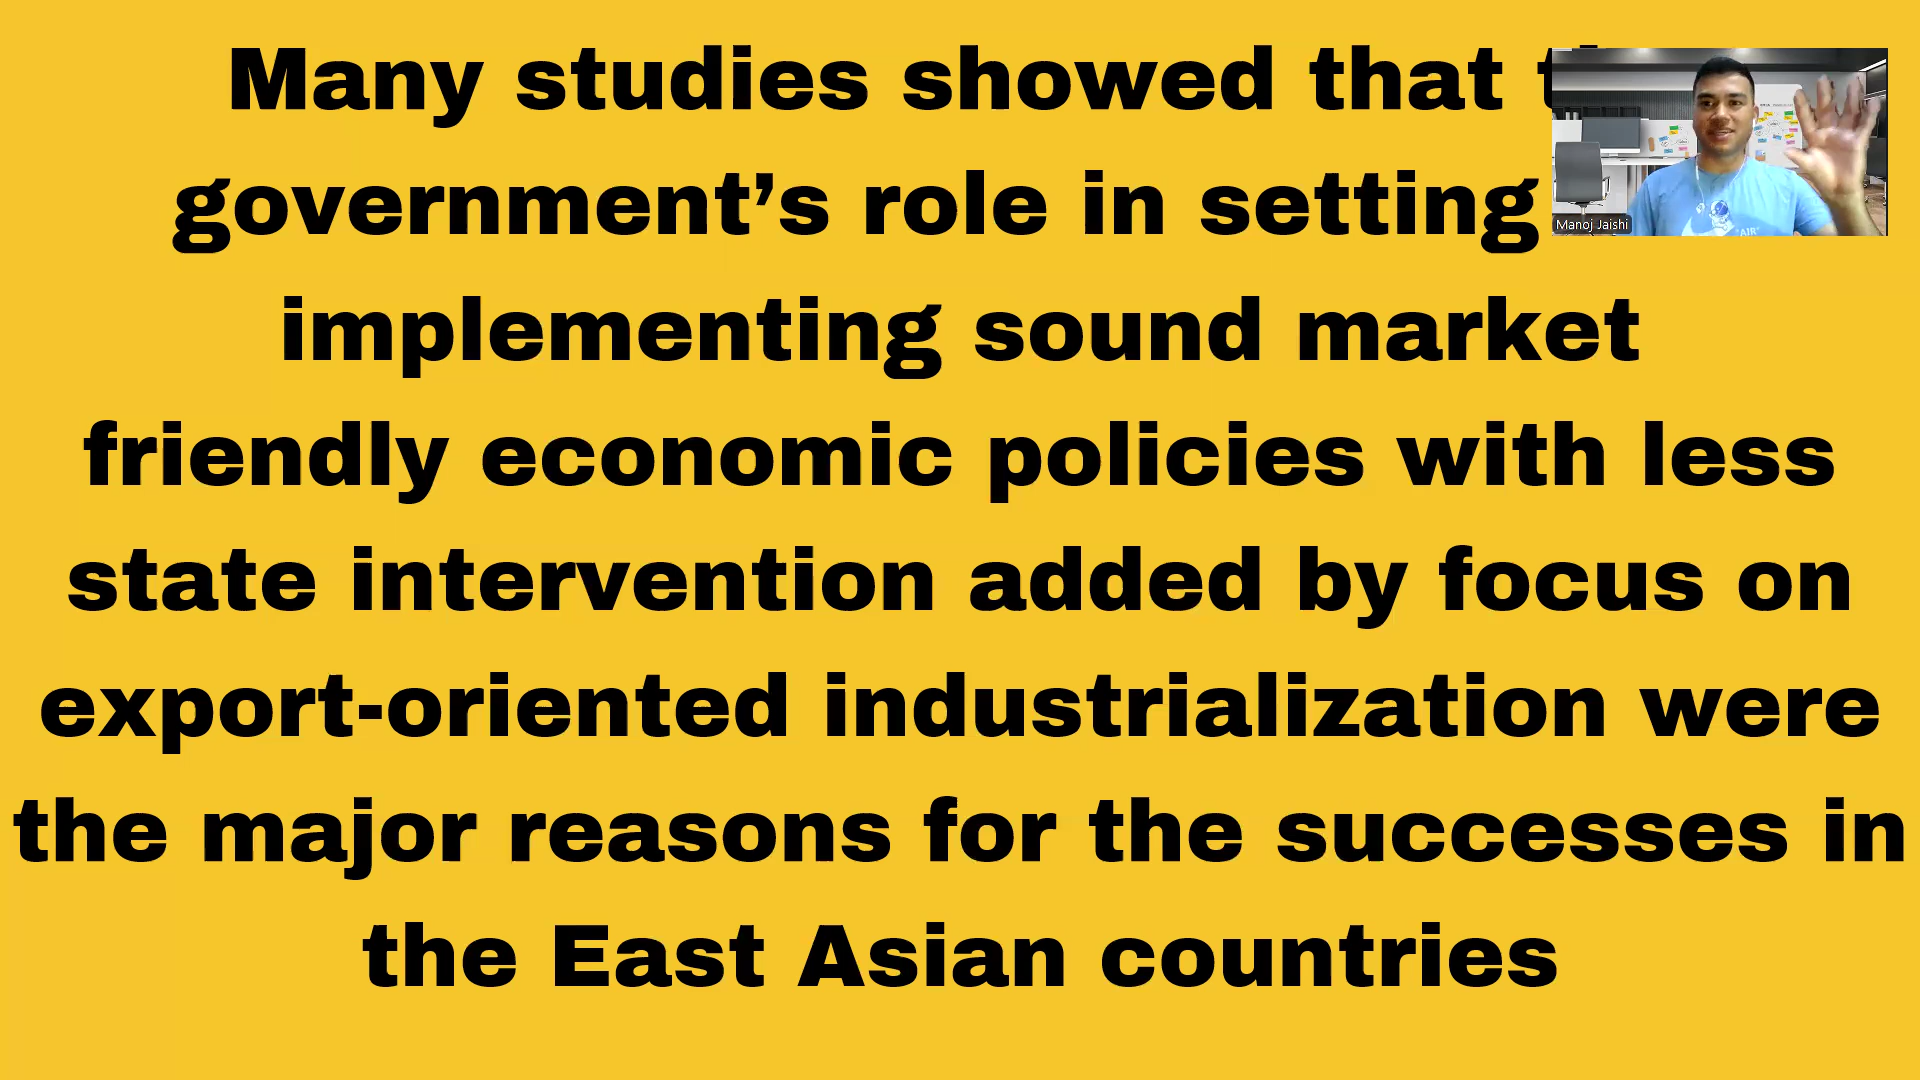 Many studies showed that
government’s role in setting
implementing sound market
friendly economic policies with less
state intervention added by focus on
export-oriented industrialization were
the major reasons for the successes in
the East Asian countries
Manoj Jaishi
"AIR"